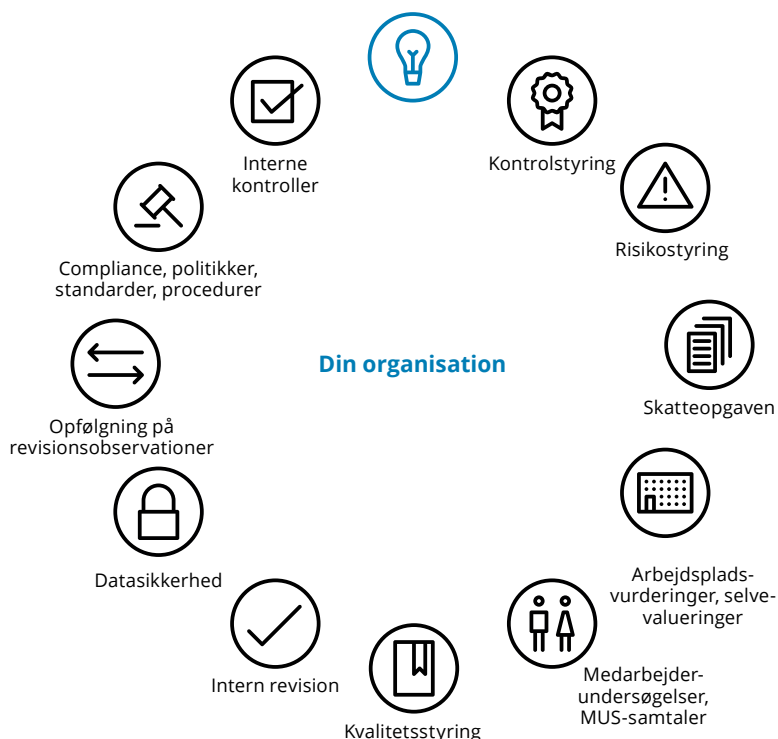 Interne
kontroller
Kontrolstyring
Risikostyring
Compliance, politikker,
standarder, procedurer
Din organisation
Skatteopgaven
Opfølgning på
revisionsobservationer
Datasikkerhed
Arbejdsplads-
vurderinger, selve-
valueringer
Intern revision
Medarbejder-
undersøgelser,
MUS-samtaler
Kvalitetsstyring